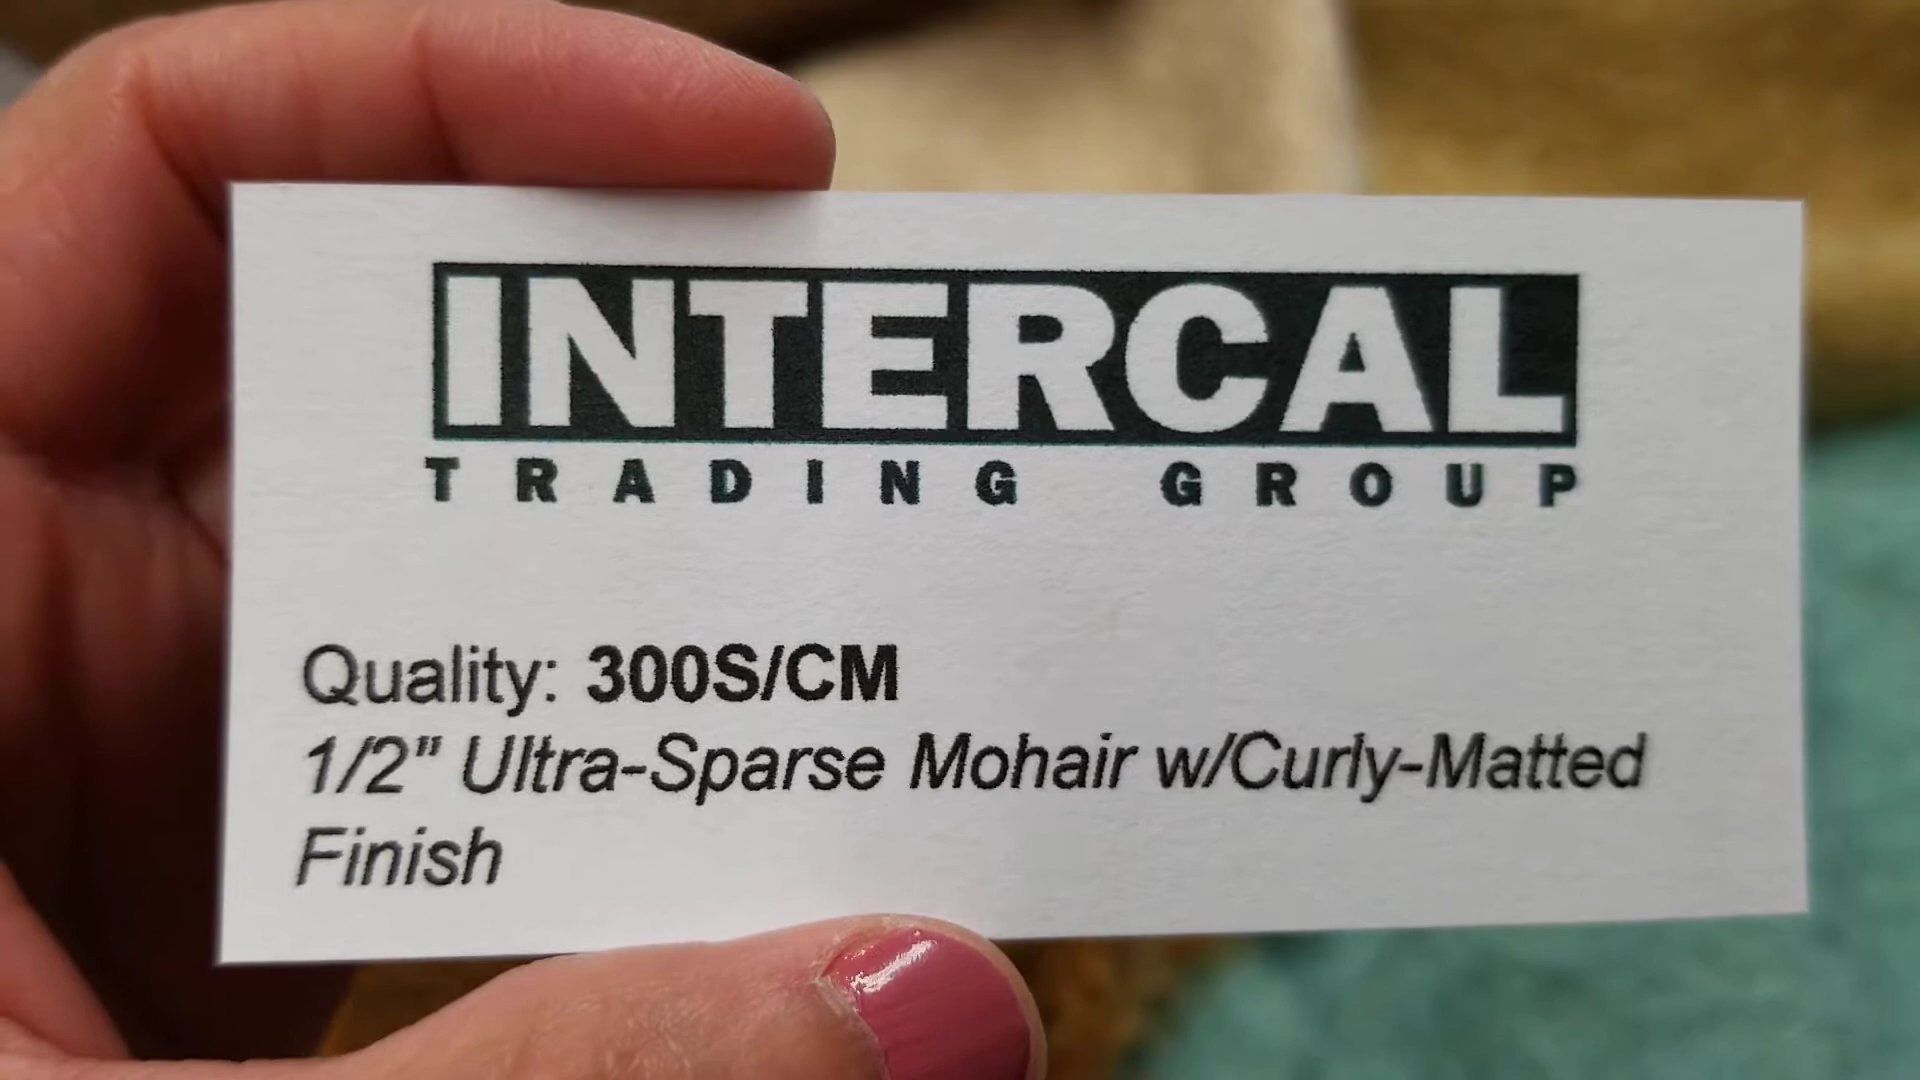 INTERCAL
TRADING GROUP
Quality: 300S/CM
1/2" Ultra-Sparse Mohair w/Curly-Matted
Finish